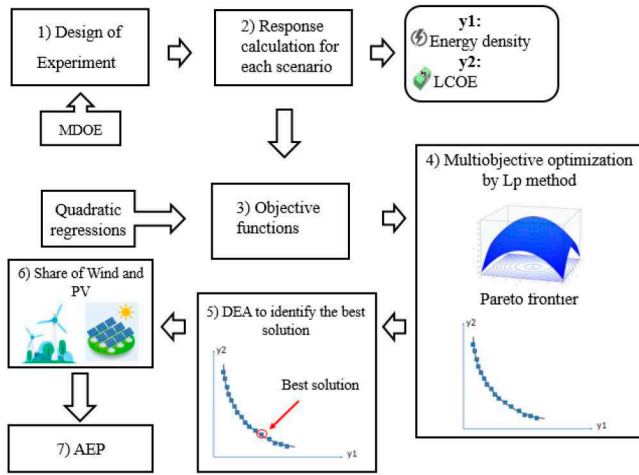 1) Design of
Experiment
MDOE
2) Response
calculation for
each scenario
y1:
Energy density
y2:
LCOE
Quadratic
regressions
3) Objective
functions
4) Multiobjective optimization
by Lp method
Pareto frontier
y2
y1
5) DEA to identify the best
solution
y2
Best solution
y1
6) Share of Wind and
PV
7) AEP